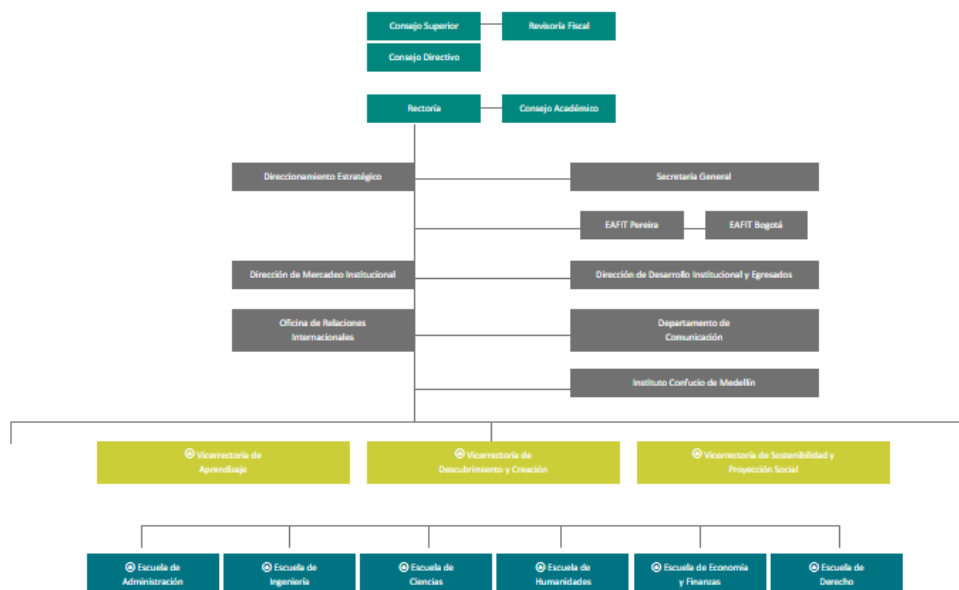 Consejo Superior
Revisoría Fiscal
Consejo Directivo
Rectoría
Consejo Académico
Direccionamiento Estratégico
Secretaría General
EAFIT Pereira
EAFIT Bogotá
Dirección de Mercadeo Institucional
Dirección de Desarrollo Institucional y Egresados
Oficina de Relaciones
Internacionales
Departamento de
Comunicación
Instituto Confucio de Medellín
Vicerrectoría de
Aprendizaje
Vicerrectoría de
Descubrimiento y Creación
Vicerrectoría de Sostenibilidad y
Proyección Social
Escuela de
Administración
Escuela de
Ingeniería
Escuela de
Ciencias
Escuela de
Humanidades
Escuela de Economía
y Finanzas
Escuela de
Derecho